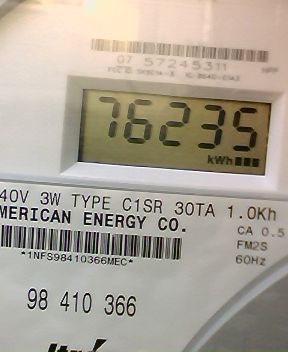 07 57245311
76235
kWh
40V 3W TYPE C1SR 30TA 1.0Kh
MERICAN ENERGY CO.
CA 0.5
FM2S
*1NFS98410366MEC*
60Hz
98 410 366